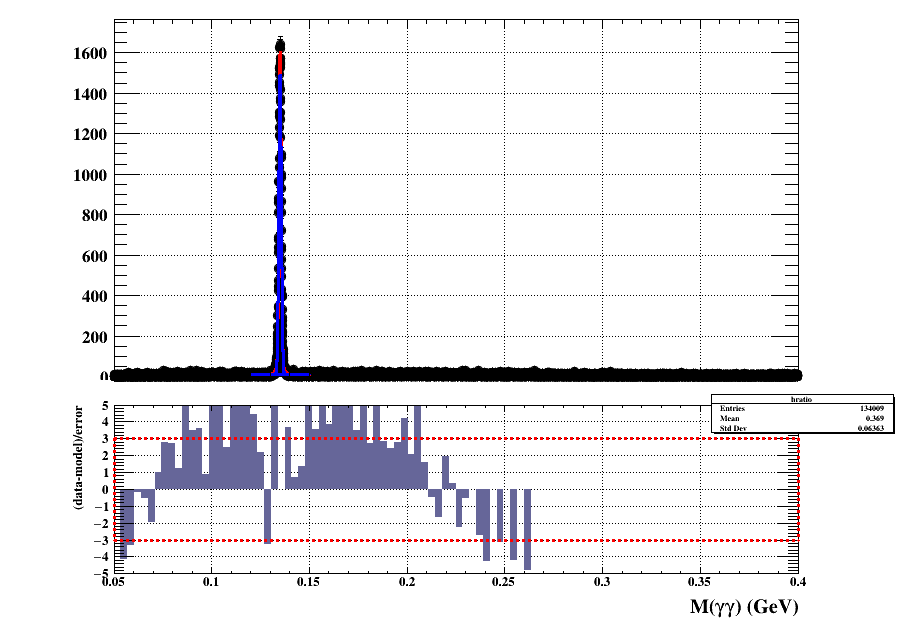 1600
1400
1200
1000
800
600
400
200
0
(data-model)/error
5
4
3
2
1
0
−1
−2
−3
−4
−5
hratio
Entries 134009
Mean 0.369
Std Dev 0.06363
0.05 0.1 0.15 0.2 0.25 0.3 0.35 0.4
M(γγ) (GeV)